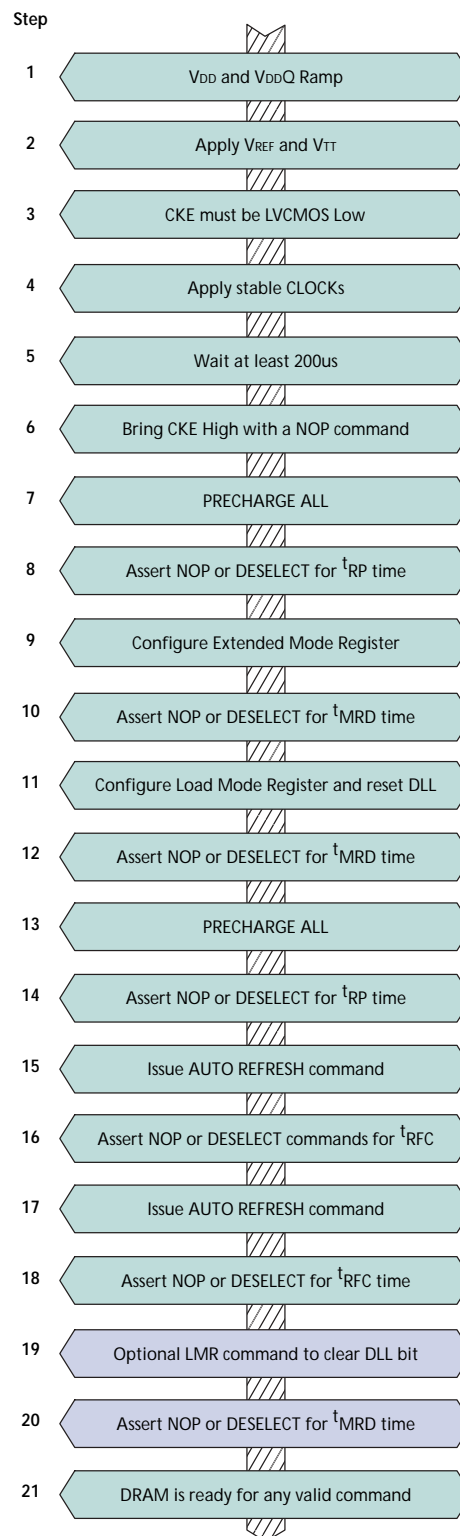 Step
1 VDD and VDDQ Ramp
2 Apply VREF and VTT
3 CKE must be LVCMOS Low
4 Apply stable CLOCKs
5 Wait at least 200us
6 Bring CKE High with a NOP command
7 PRECHARGE ALL
8 Assert NOP or DESELECT for tRP time
9 Configure Extended Mode Register
10 Assert NOP or DESELECT for tMRD time
11 Configure Load Mode Register and reset DLL
12 Assert NOP or DESELECT for tMRD time
13 PRECHARGE ALL
14 Assert NOP or DESELECT for tRP time
15 Issue AUTO REFRESH command
16 Assert NOP or DESELECT commands for tRFC
17 Issue AUTO REFRESH command
18 Assert NOP or DESELECT for tRFC time
19 Optional LMR command to clear DLL bit
20 Assert NOP or DESELECT for tMRD time
21 DRAM is ready for any valid command